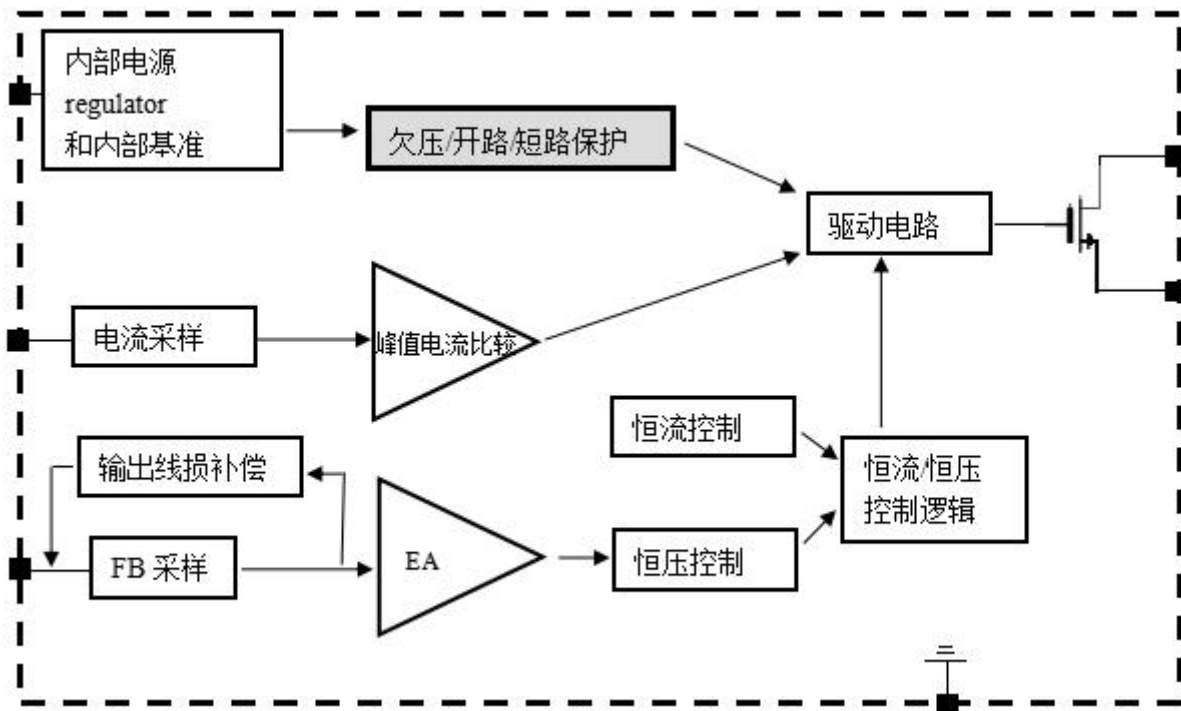 内部电源
regulator
和内部基准
欠压/开路/短路保护
驱动电路
电流采样
峰值电流比较
恒流控制
输出线损补偿
恒流/恒压
控制逻辑
FB 采样
EA
恒压控制